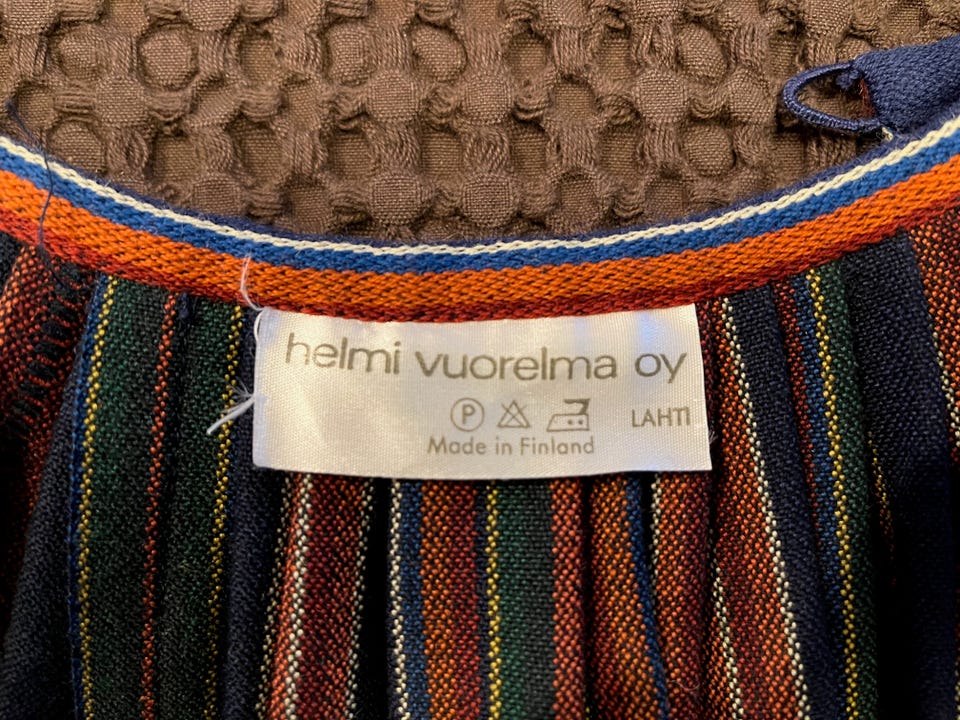 helmi vuorelma oy
P LAHTI
Made in Finland